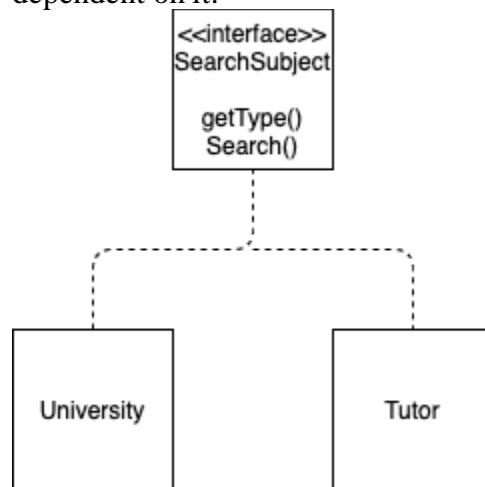 dependent on it.
<<interface>>
SearchSubject
getType()
Search()
University
Tutor